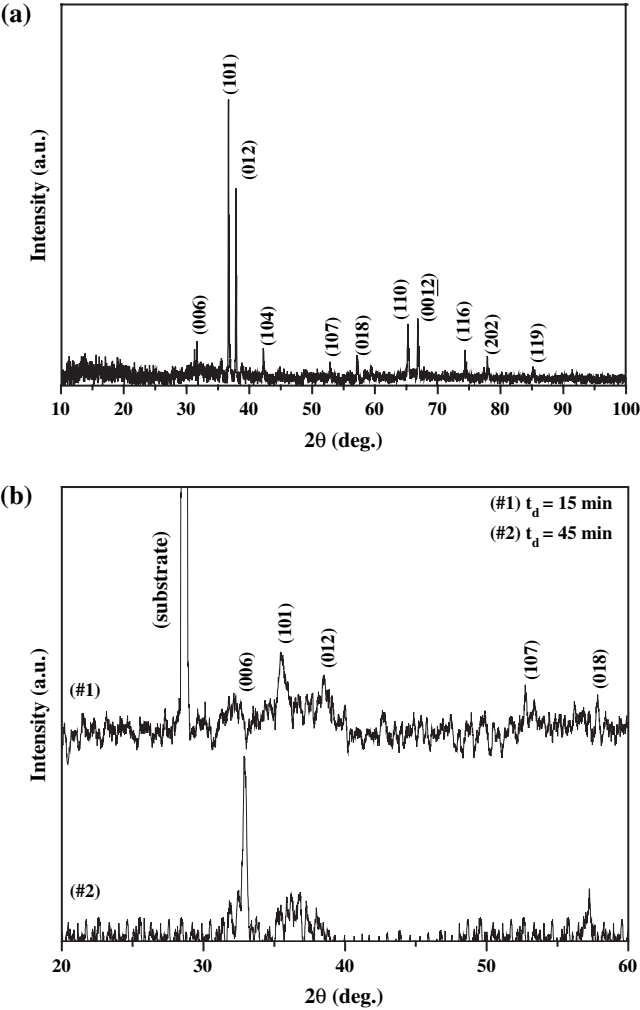 (a)
Intensity (a.u.)
(101)
(012)
(006)
(104)
(107)
(018)
(110)
(0012)
(116)
(202)
(119)
10 20 30 40 50 60 70 80 90 100
2θ (deg.)
(b)
Intensity (a.u.)
(#1) t_d = 15 min
(#2) t_d = 45 min
(substrate)
(006)
(101)
(012)
(107)
(018)
(#1)
(#2)
20 30 40 50 60
2θ (deg.)